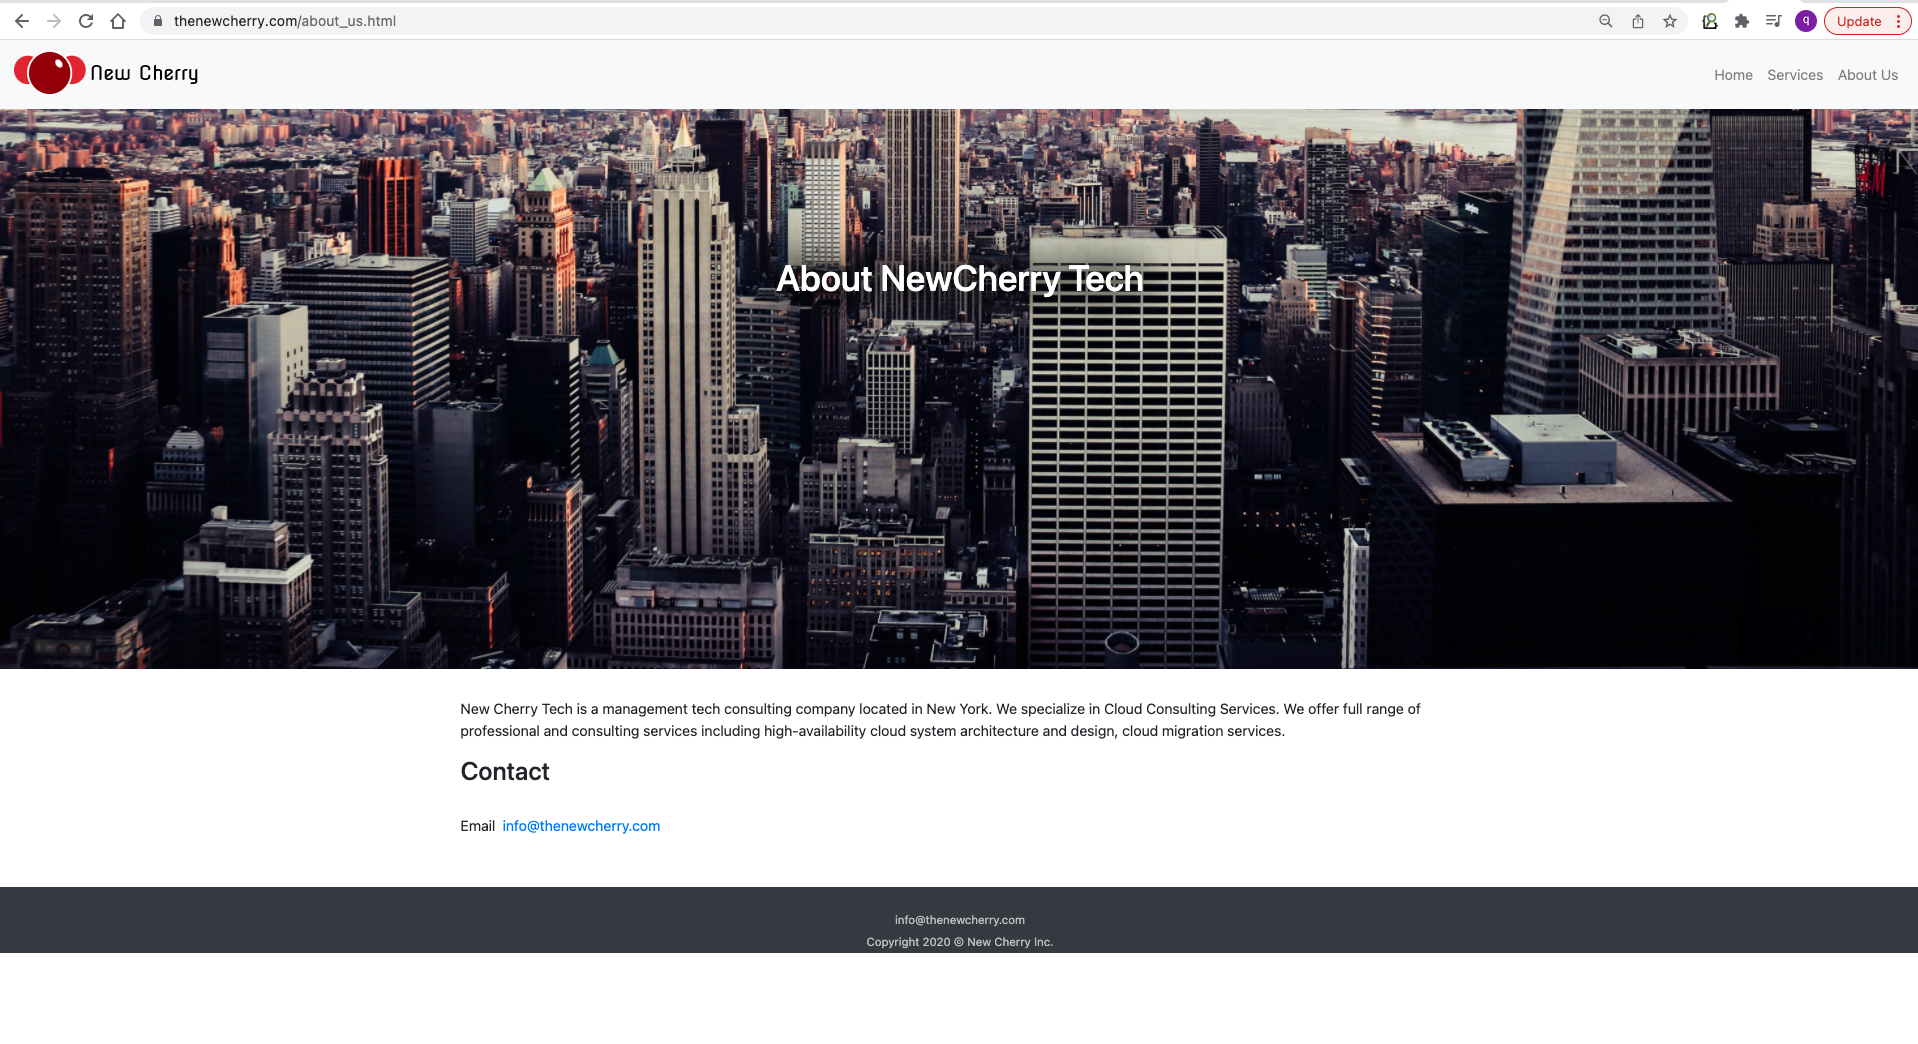 thenewcherry.com/about_us.html
q
Update
New Cherry
Home Services About Us
About NewCherry Tech
New Cherry Tech is a management tech consulting company located in New York. We specialize in Cloud Consulting Services. We offer full range of
professional and consulting services including high-availability cloud system architecture and design, cloud migration services.
Contact
Email info@thenewcherry.com
info@thenewcherry.com
Copyright 2020 © New Cherry Inc.